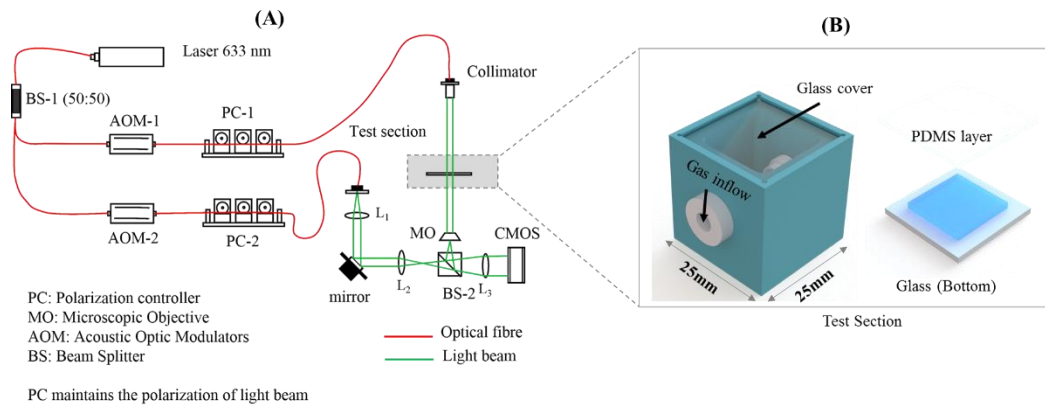 (A)
Laser 633 nm
BS-1 (50:50)
AOM-1
PC-1
Collimator
Test section
AOM-2
PC-2
L1
MO
CMOS
mirror
L2
BS-2
L3
PC: Polarization controller
MO: Microscopic Objective
AOM: Acoustic Optic Modulators
BS: Beam Splitter
Optical fibre
Light beam
PC maintains the polarization of light beam
(B)
Glass cover
Gas inflow
PDMS layer
25mm
25mm
Glass (Bottom)
Test Section